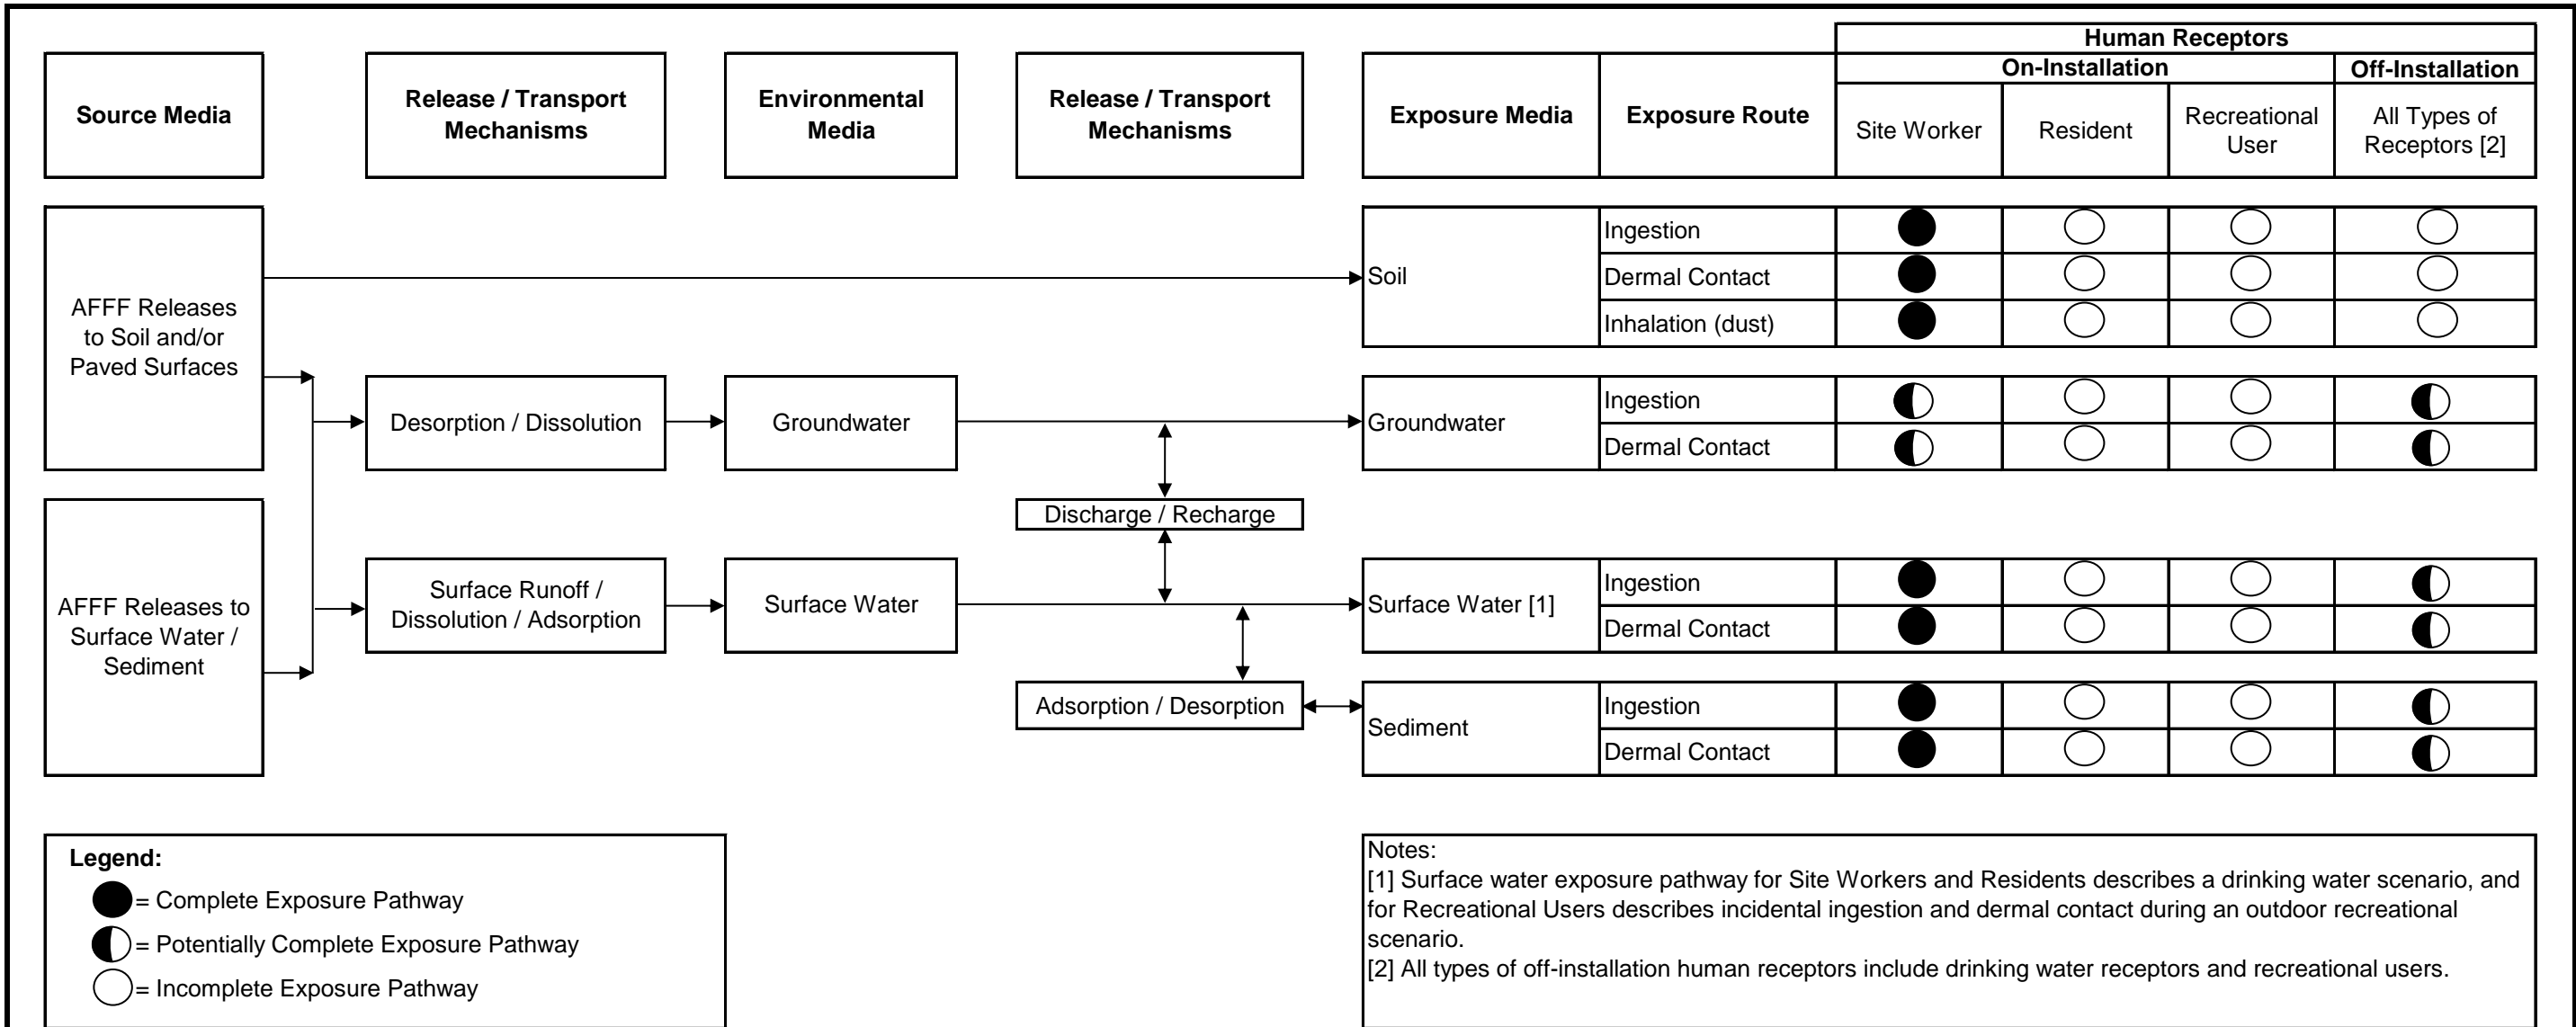 Human Receptors
On-Installation
Off-Installation
Source Media
Release / Transport
Mechanisms
Environmental
Media
Release / Transport
Mechanisms
Exposure Media
Exposure Route
Site Worker
Resident
Recreational
User
All Types of
Receptors [2]
AFFF Releases
to Soil and/or
Paved Surfaces
Soil
Ingestion
Dermal Contact
Inhalation (dust)
Desorption / Dissolution
Groundwater
Groundwater
Ingestion
Dermal Contact
Discharge / Recharge
AFFF Releases to
Surface Water /
Sediment
Surface Runoff /
Dissolution / Adsorption
Surface Water
Surface Water [1]
Ingestion
Dermal Contact
Adsorption / Desorption
Sediment
Ingestion
Dermal Contact
Legend:
= Complete Exposure Pathway
= Potentially Complete Exposure Pathway
= Incomplete Exposure Pathway
Notes:
[1] Surface water exposure pathway for Site Workers and Residents describes a drinking water scenario, and
for Recreational Users describes incidental ingestion and dermal contact during an outdoor recreational
scenario.
[2] All types of off-installation human receptors include drinking water receptors and recreational users.